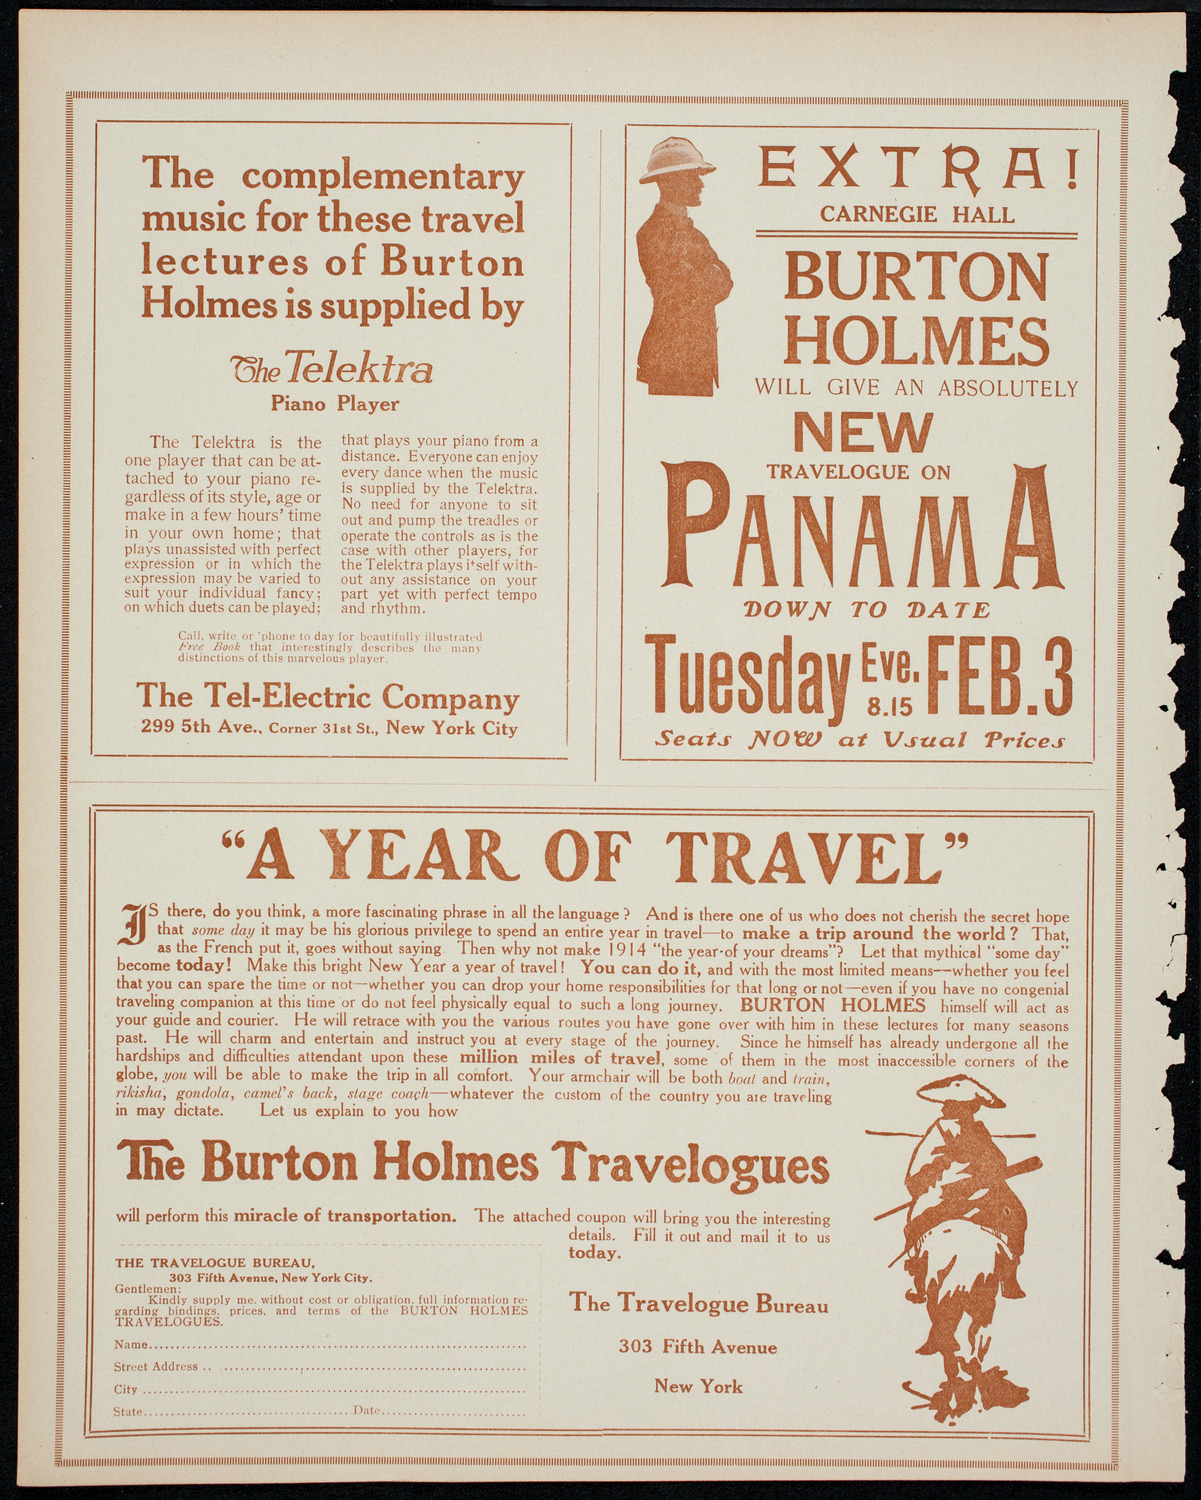 The complementary
music for these travel
lectures of Burton
Holmes is supplied by
The Telektra
Piano Player
The Telektra is the
one player that can be at-
tached to your piano re-
gardless of its style, age or
make in a few hours' time
in your own home; that
plays unassisted with perfect
expression or in which the
expression may be varied to
suit your individual fancy;
on which duets can be played;
that plays your piano from a
distance. Everyone can enjoy
every dance when the music
is supplied by the Telektra.
No need for anyone to sit
out and pump the treadles or
operate the controls as is the
case with other players, for
the Telektra plays itself with-
out any assistance on your
part yet with perfect tempo
and rhythm.
Call, write or 'phone to day for beautifully illustrated
Free Book that interestingly describes the many
distinctions of this marvelous player.
The Tel-Electric Company
299 5th Ave., Corner 31st St., New York City
EXTRA!
CARNEGIE HALL
BURTON
HOLMES
WILL GIVE AN ABSOLUTELY
NEW
TRAVELOGUE ON
PANAMA
DOWN TO DATE
Tuesday Eve. 8.15 FEB. 3
Seats NOW at Usual Prices
"A YEAR OF TRAVEL"
IS there, do you think, a more fascinating phrase in all the language? And is there one of us who does not cherish the secret hope
that some day it may be his glorious privilege to spend an entire year in travel—to make a trip around the world? That,
as the French put it, goes without saying. Then why not make 1914 "the year of your dreams"? Let that mythical "some day"
become today! Make this bright New Year a year of travel! You can do it, and with the most limited means—whether you feel
that you can spare the time or not—whether you can drop your home responsibilities for that long or not—even if you have no congenial
traveling companion at this time or do not feel physically equal to such a long journey. BURTON HOLMES himself will act as
your guide and courier. He will retrace with you the various routes you have gone over with him in these lectures for many seasons
past. He will charm and entertain and instruct you at every stage of the journey. Since he himself has already undergone all the
hardships and difficulties attendant upon these million miles of travel, some of them in the most inaccessible corners of the
globe, you will be able to make the trip in all comfort. Your armchair will be both boat and train,
rikisha, gondola, camel's back, stage coach—whatever the custom of the country you are traveling
in may dictate. Let us explain to you how
The Burton Holmes Travelogues
will perform this miracle of transportation. The attached coupon will bring you the interesting
details. Fill it out and mail it to us
today.
THE TRAVELOGUE BUREAU,
303 Fifth Avenue, New York City.
Gentlemen:
Kindly supply me, without cost or obligation, full information re-
garding bindings, prices, and terms of the BURTON HOLMES
TRAVELOGUES.
Name
Street Address
City
State Date
The Travelogue Bureau
303 Fifth Avenue
New York